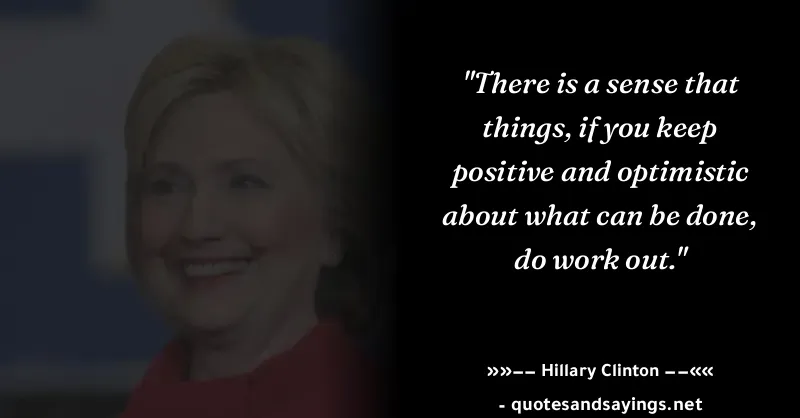 "There is a sense that
things, if you keep
positive and optimistic
about what can be done,
do work out."
»»−− Hillary Clinton −−««
- quotesandsayings.net